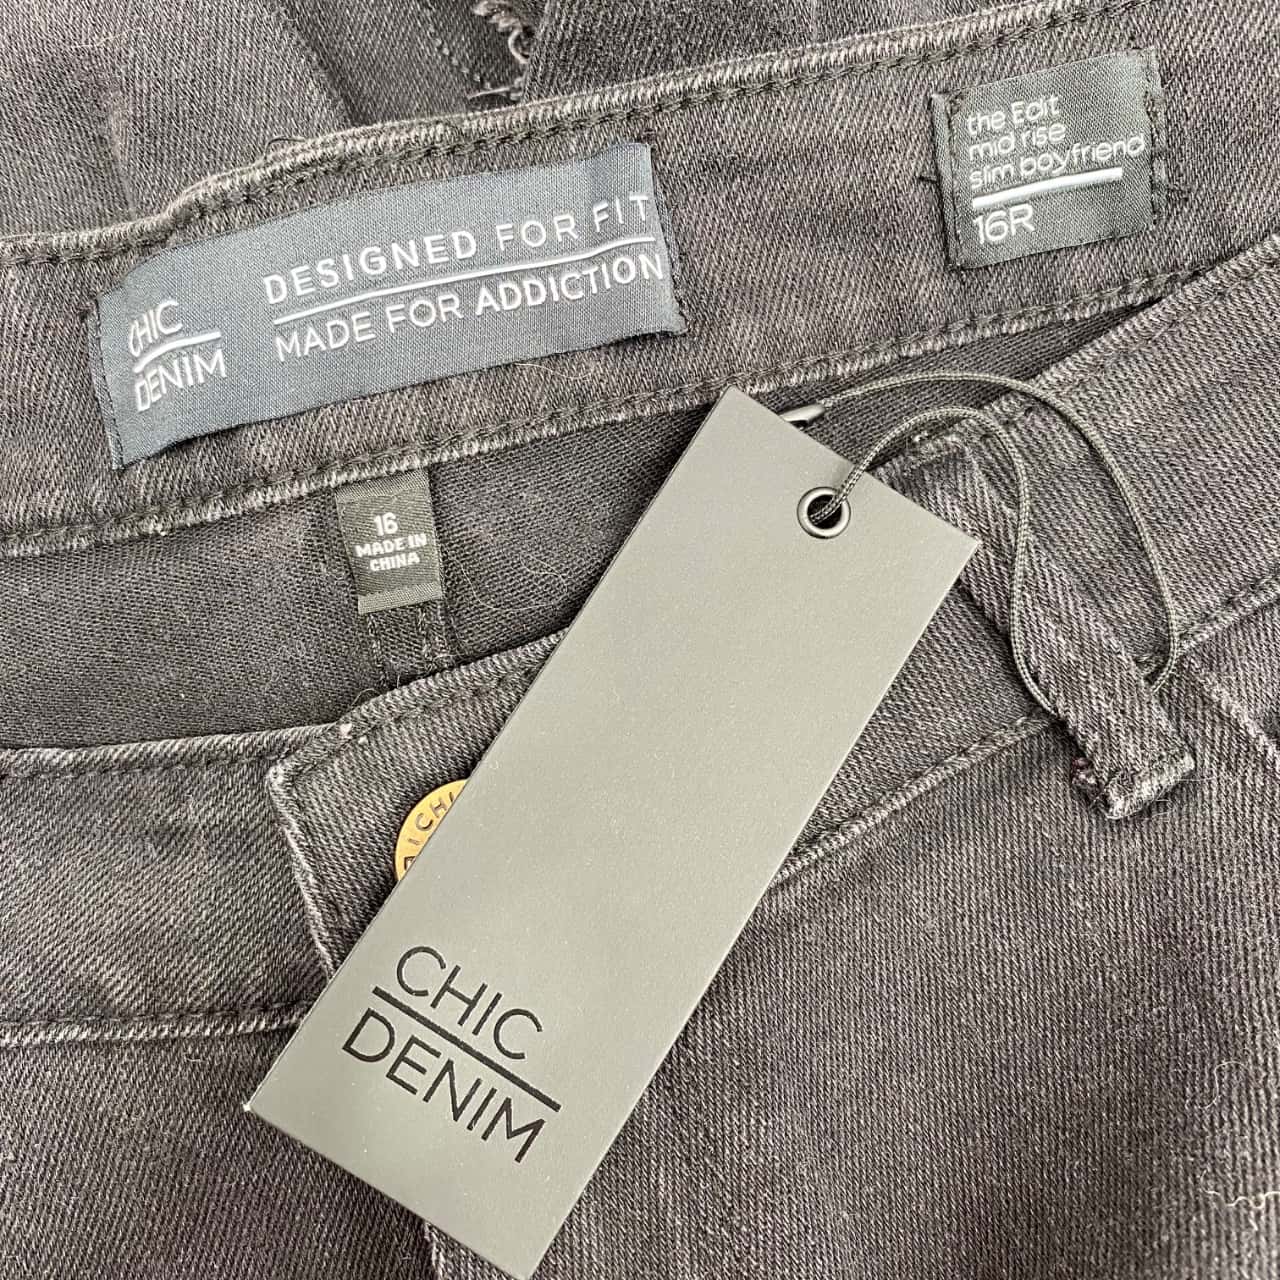 the Edit
mid rise
slim boyfriend
16R
DESIGNED FOR FIT
MADE FOR ADDICTION
CHIC
DENIM
16
MADE IN
CHINA
CHIC
DENIM